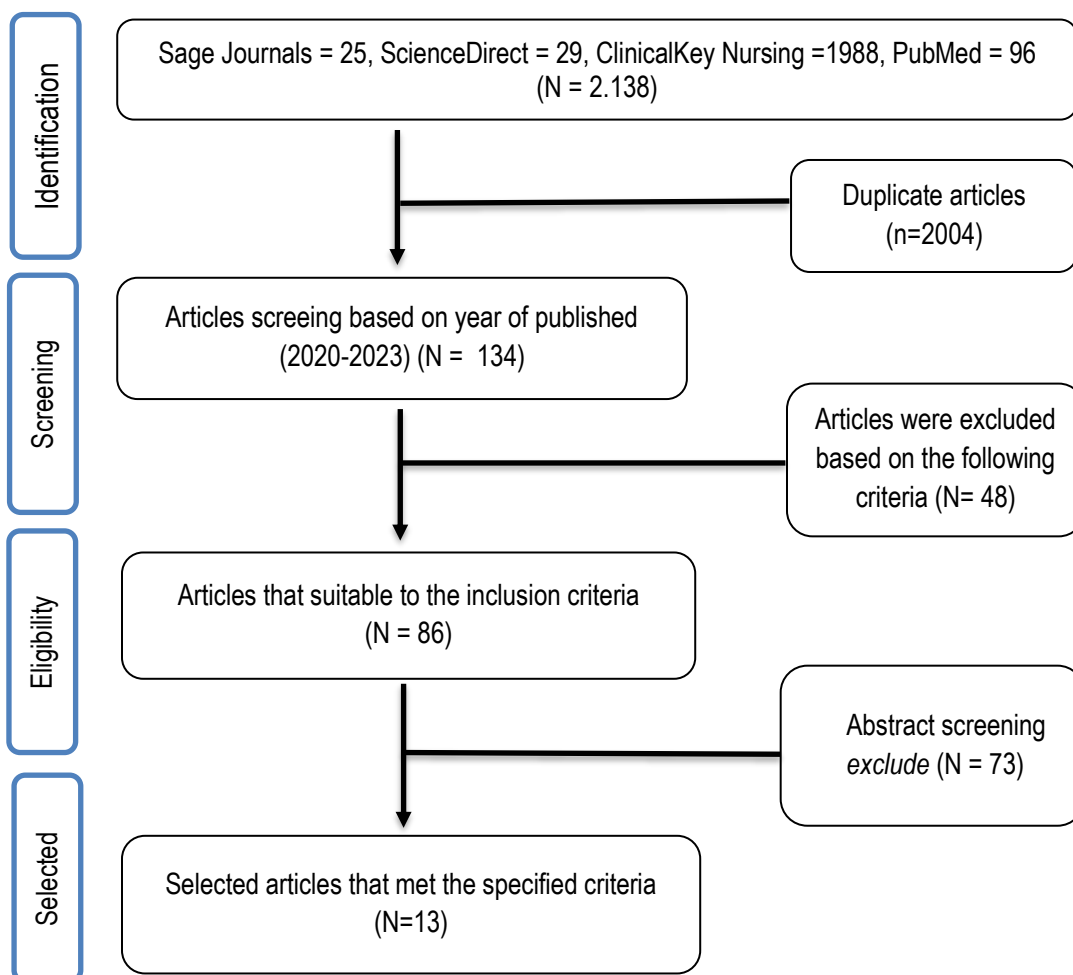 Identification
Sage Journals = 25, ScienceDirect = 29, ClinicalKey Nursing =1988, PubMed = 96
(N = 2.138)
Duplicate articles
(n=2004)
Screening
Articles screeing based on year of published
(2020-2023) (N = 134)
Articles were excluded
based on the following
criteria (N= 48)
Eligibility
Articles that suitable to the inclusion criteria
(N = 86)
Abstract screening
exclude (N = 73)
Selected
Selected articles that met the specified criteria
(N=13)